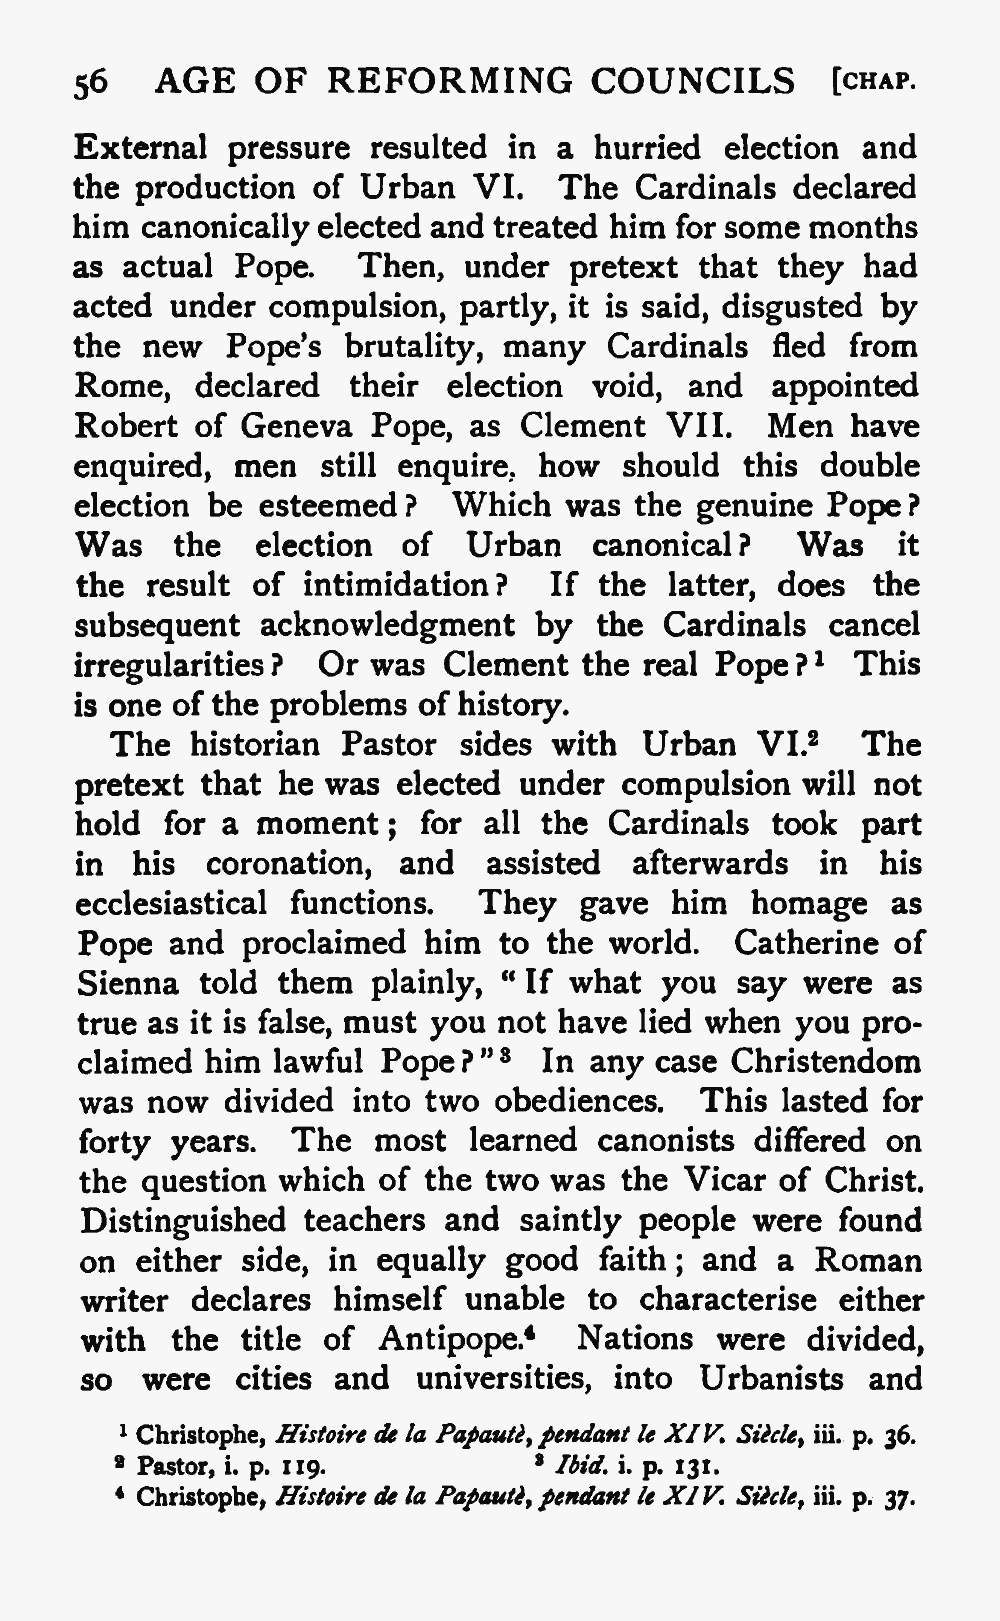 56 AGE OF REFORMING COUNCILS [CHAP.
External pressure resulted in a hurried election and
the production of Urban VI. The Cardinals declared
him canonically elected and treated him for some months
as actual Pope. Then, under pretext that they had
acted under compulsion, partly, it is said, disgusted by
the new Pope's brutality, many Cardinals fled from
Rome, declared their election void, and appointed
Robert of Geneva Pope, as Clement VII. Men have
enquired, men still enquire, how should this double
election be esteemed? Which was the genuine Pope?
Was the election of Urban canonical? Was it
the result of intimidation? If the latter, does the
subsequent acknowledgment by the Cardinals cancel
irregularities? Or was Clement the real Pope?¹ This
is one of the problems of history.
The historian Pastor sides with Urban VI.² The
pretext that he was elected under compulsion will not
hold for a moment; for all the Cardinals took part
in his coronation, and assisted afterwards in his
ecclesiastical functions. They gave him homage as
Pope and proclaimed him to the world. Catherine of
Sienna told them plainly, "If what you say were as
true as it is false, must you not have lied when you pro-
claimed him lawful Pope?"³ In any case Christendom
was now divided into two obediences. This lasted for
forty years. The most learned canonists differed on
the question which of the two was the Vicar of Christ.
Distinguished teachers and saintly people were found
on either side, in equally good faith; and a Roman
writer declares himself unable to characterise either
with the title of Antipope.⁴ Nations were divided,
so were cities and universities, into Urbanists and
¹ Christophe, Histoire de la Papautè, pendant le XIV. Siècle, iii. p. 36.
² Pastor, i. p. 119. ³ Ibid. i. p. 131.
⁴ Christophe, Histoire de la Papautè, pendant le XIV. Siècle, iii. p. 37.